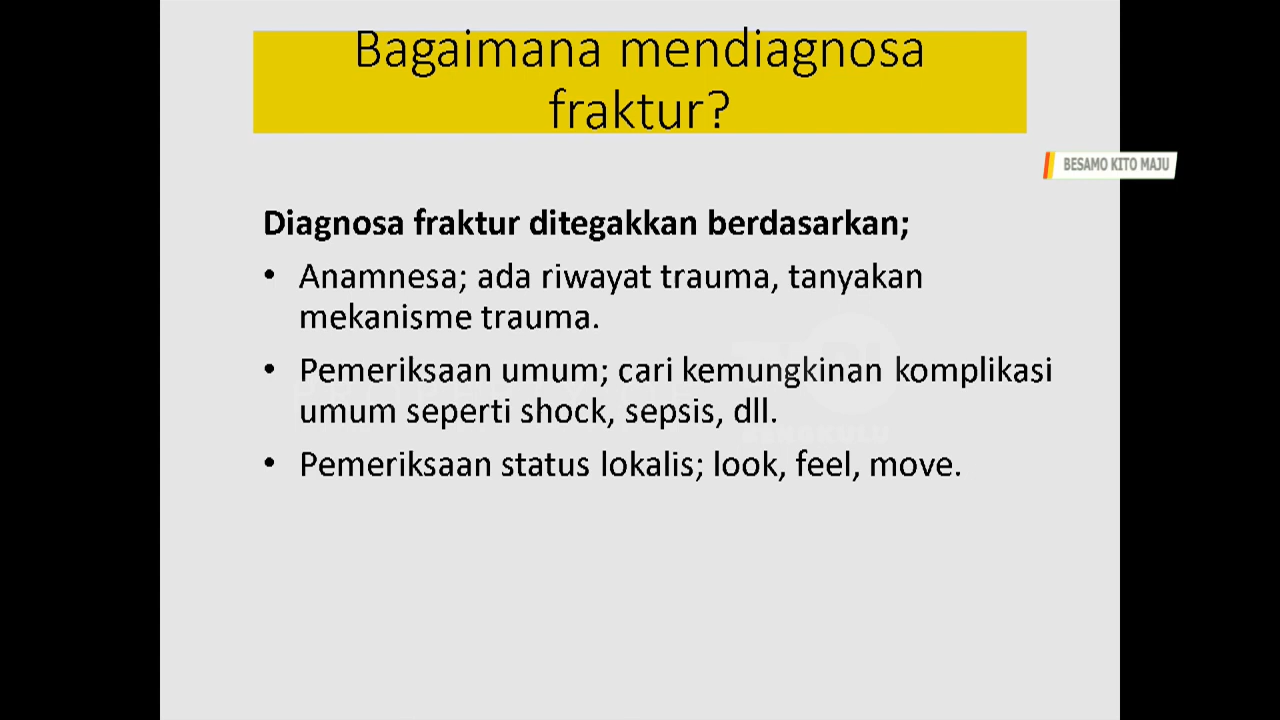 Bagaimana mendiagnosa
fraktur?
BESAMO KITO MAJU
Diagnosa fraktur ditegakkan berdasarkan;
• Anamnesa; ada riwayat trauma, tanyakan
mekanisme trauma.
• Pemeriksaan umum; cari kemungkinan komplikasi
umum seperti shock, sepsis, dll.
• Pemeriksaan status lokalis; look, feel, move.
BENGKULU